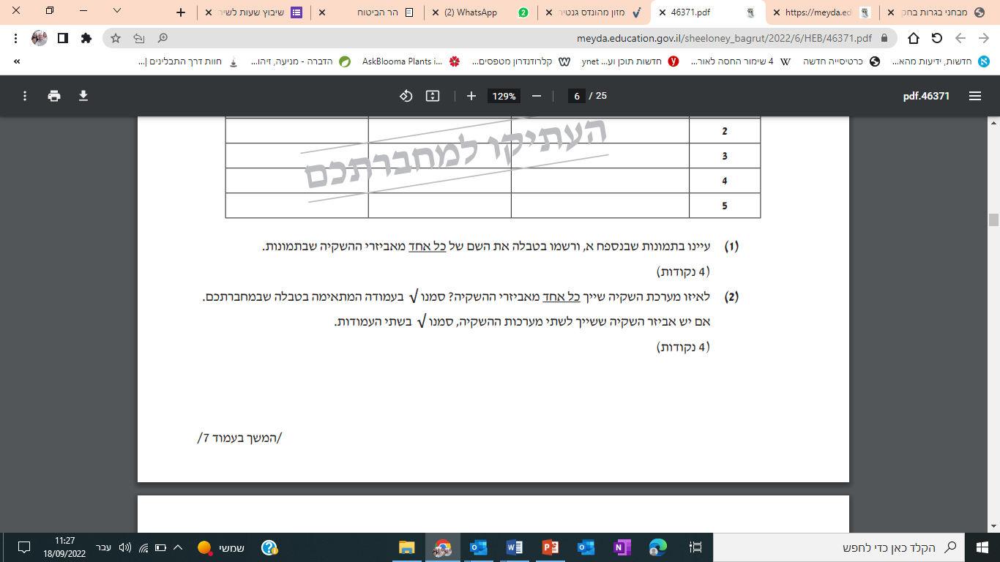 שיבוץ שעות לשיר
הר הביטוח
(2) WhatsApp
מזון מהונדס גנטיר
46371.pdf
https://meyda.ed
מבחני בגרות בחק
meyda.education.gov.il/sheeloney_bagrut/2022/6/HEB/46371.pdf
חדשות, ידיעות מהא...
כרטיסייה חדשה
4 שימור החסה לאור...
חדשות תוכן וע... ynet
קלרודנדרון מטפסים...
AskBlooma Plants i...
הדברה - מניעה, זיהו...
חוות דרך התבלינים |...
pdf.46371
6 / 25
129%
2
3
4
5
העתיקו למחברתכם
(1) עיינו בתמונות שבנספח א, ורשמו בטבלה את השם של כל אחד מאביזרי ההשקיה שבתמונות.
(4 נקודות)
(2) לאיזו מערכת השקיה שייך כל אחד מאביזרי ההשקיה? סמנו √ בעמודה המתאימה בטבלה שבמחברתכם.
אם יש אביזר השקיה ששייך לשתי מערכות ההשקיה, סמנו √ בשתי העמודות.
(4 נקודות)
/המשך בעמוד 7/
הקלד כאן כדי לחפש
שמשי
עבר
11:27
18/09/2022